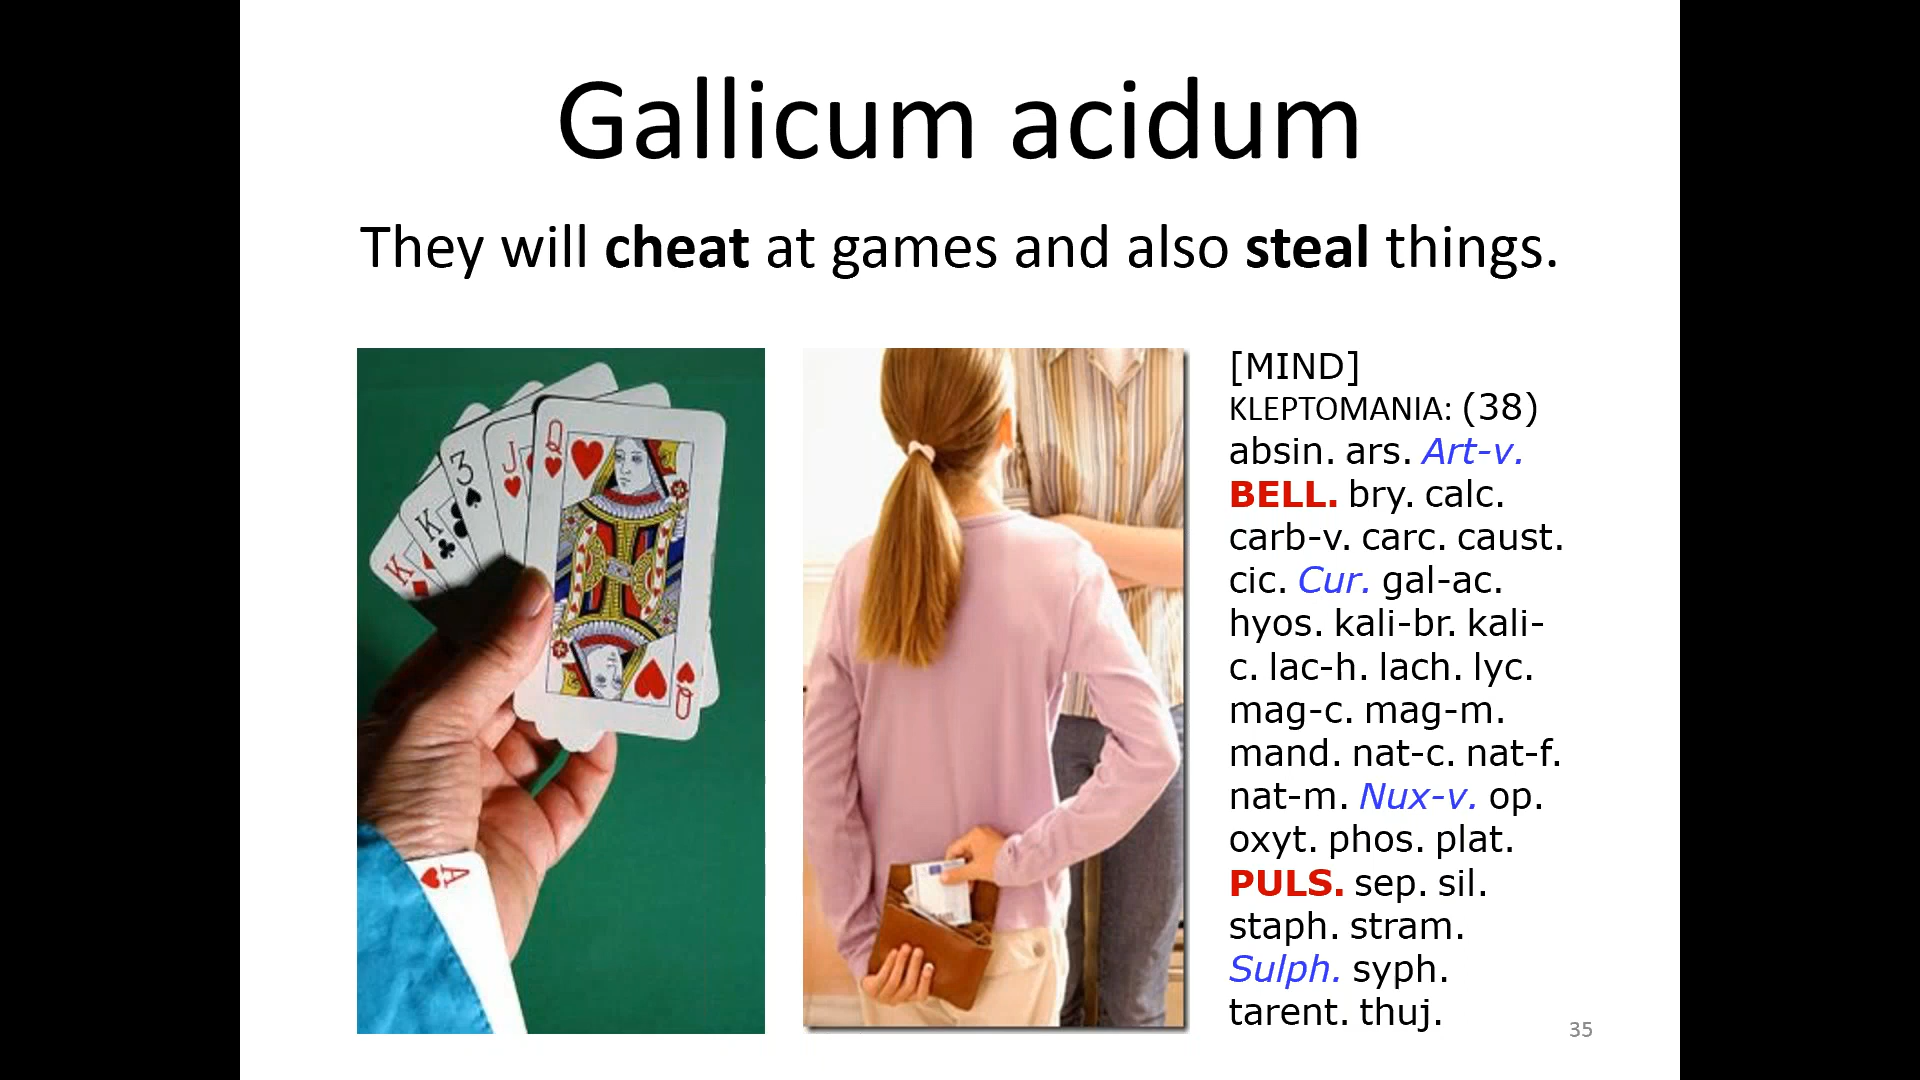 Gallicum acidum
They will cheat at games and also steal things.
K
K
3
J
Q
Q
A
[MIND]
KLEPTOMANIA: (38)
absin. ars. Art-v.
BELL. bry. calc.
carb-v. carc. caust.
cic. Cur. gal-ac.
hyos. kali-br. kali-
c. lac-h. lach. lyc.
mag-c. mag-m.
mand. nat-c. nat-f.
nat-m. Nux-v. op.
oxyt. phos. plat.
PULS. sep. sil.
staph. stram.
Sulph. syph.
tarent. thuj.
35